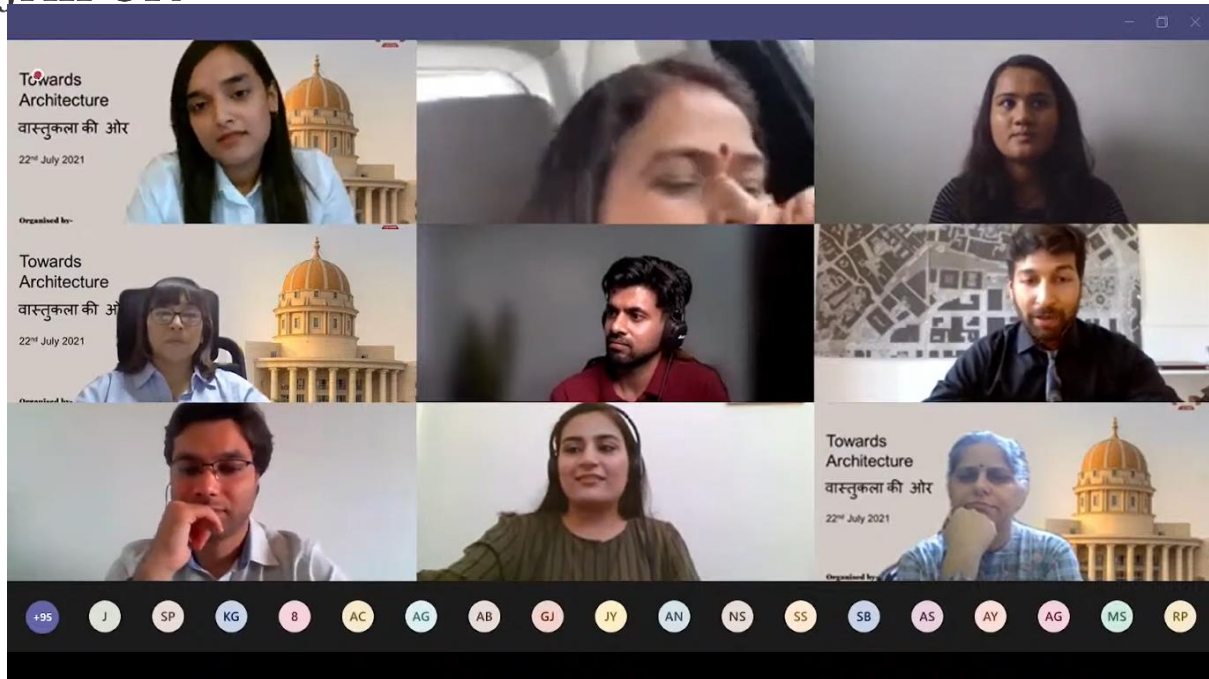 Towards
Architecture
वास्तुकला की ओर
22nd July 2021
Organised by-
Towards
Architecture
वास्तुकला की ओ
22nd July 2021
Organised by-
Towards
Architecture
वास्तुकला की ओर
22nd July 2021
Organised by-
+95 J SP KG 8 AC AG AB GJ JY AN NS SS SB AS AY AG MS RP